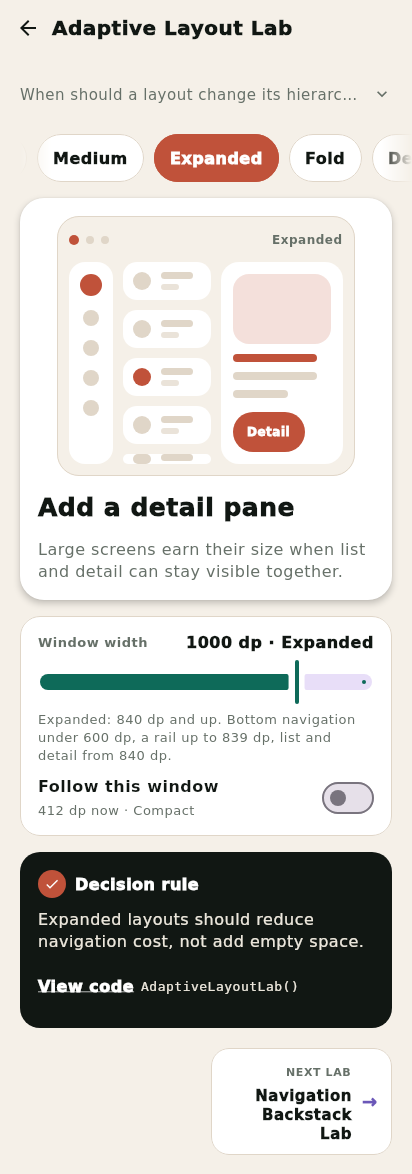 Adaptive Layout Lab
When should a layout change its hierarc...
Medium
Expanded
Fold
Expanded
Detail
Add a detail pane
Large screens earn their size when list
and detail can stay visible together.
Window width
1000 dp · Expanded
Expanded: 840 dp and up. Bottom navigation
under 600 dp, a rail up to 839 dp, list and
detail from 840 dp.
Follow this window
412 dp now · Compact
Decision rule
Expanded layouts should reduce
navigation cost, not add empty space.
View code AdaptiveLayoutLab()
NEXT LAB
Navigation
Backstack
Lab